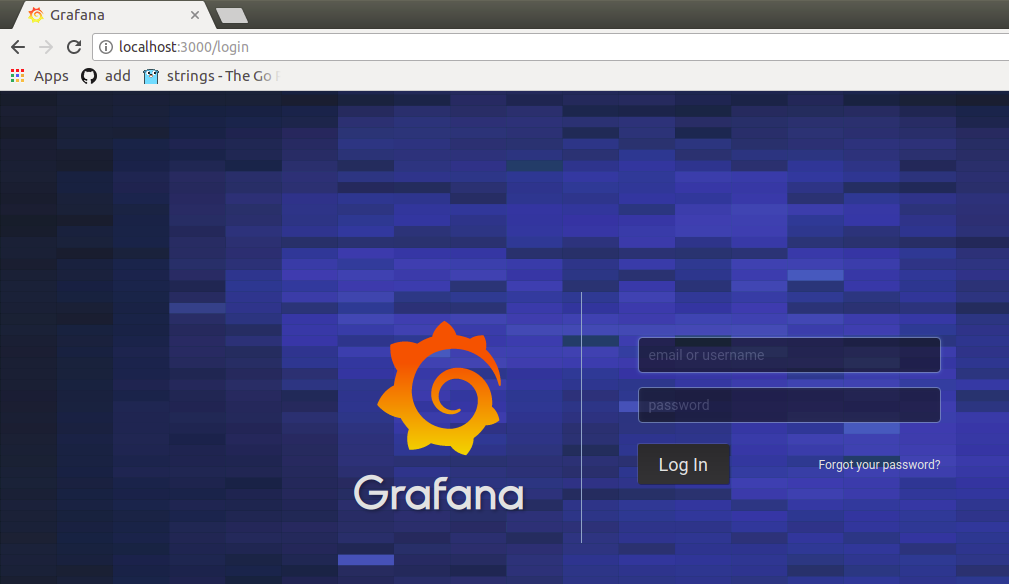 Grafana
localhost:3000/login
Apps add strings - The Go
email or username
password
Log In Forgot your password?
Grafana